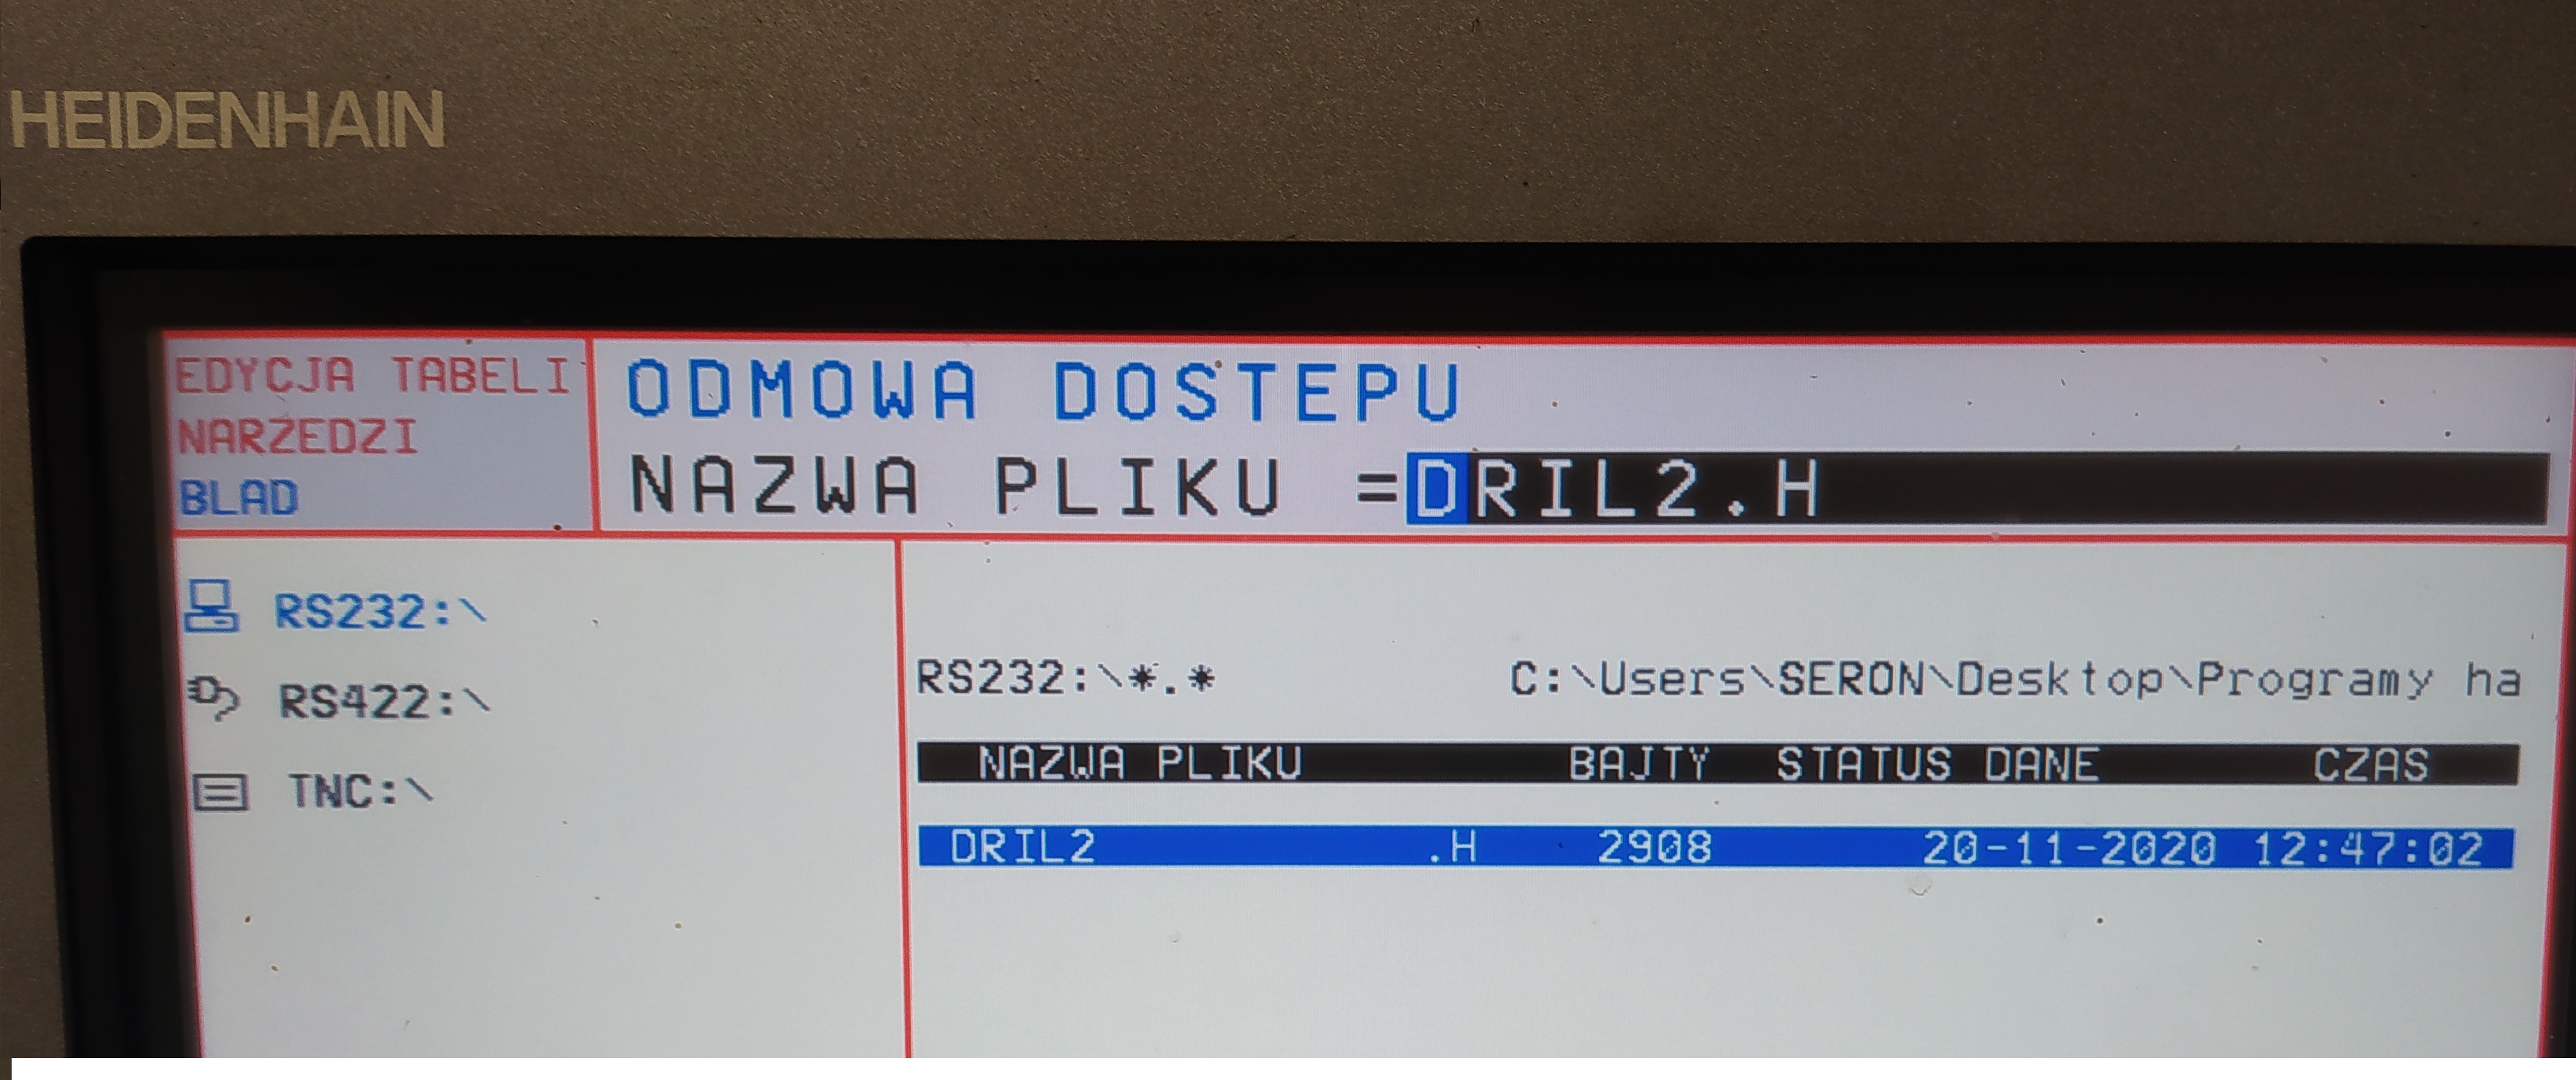 HEIDENHAIN
EDYCJA TABELI
NARZEDZI
BLAD
ODMOWA DOSTEPU
NAZWA PLIKU =DRIL2.H
RS232:\
RS422:\
TNC:\
RS232:\*.* C:\Users\SERON\Desktop\Programy ha
NAZWA PLIKU BAJTY STATUS DANE CZAS
DRIL2 .H 2908 20-11-2020 12:47:02